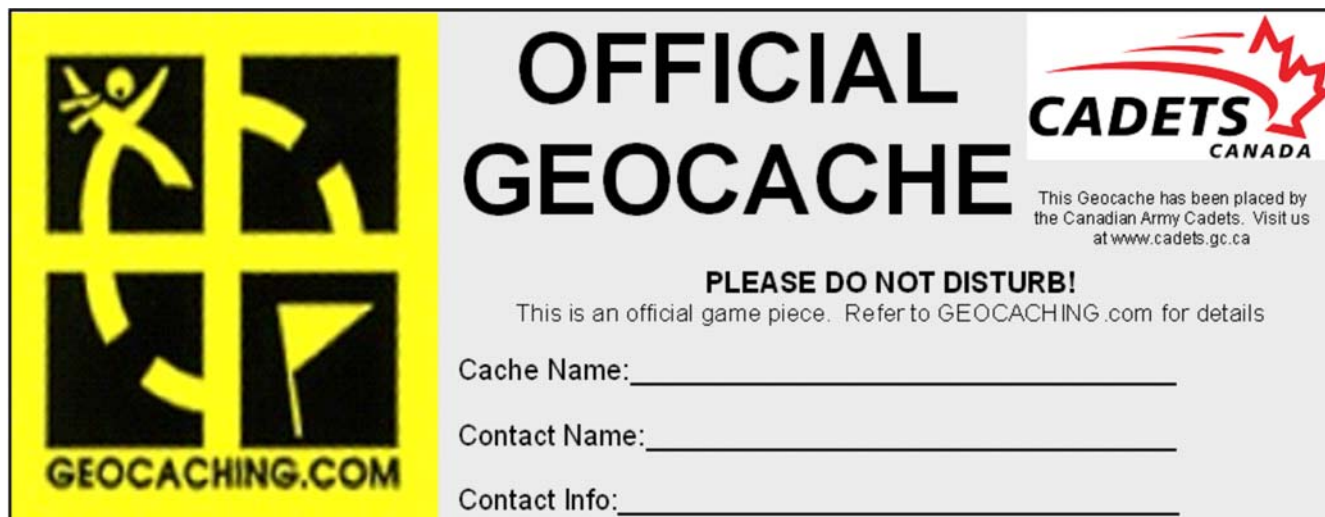 GEOCACHING.COM
OFFICIAL
GEOCACHE
CADETS
CANADA
This Geocache has been placed by
the Canadian Army Cadets. Visit us
at www.cadets.gc.ca
PLEASE DO NOT DISTURB!
This is an official game piece. Refer to GEOCACHING.com for details
Cache Name:
Contact Name:
Contact Info: